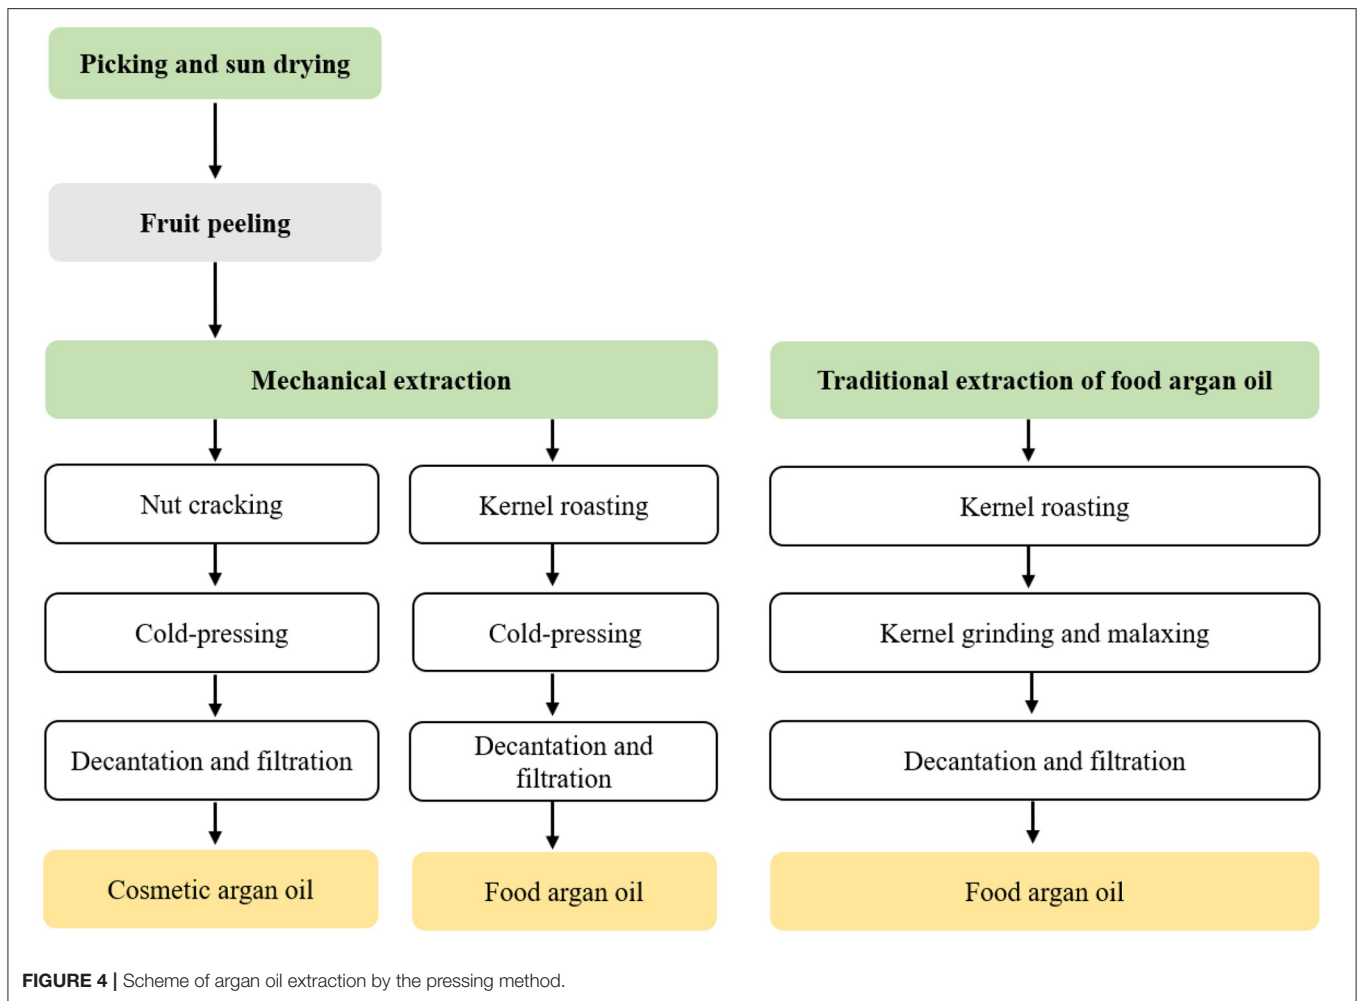 Picking and sun drying
Fruit peeling
Mechanical extraction
Nut cracking
Cold-pressing
Decantation and filtration
Cosmetic argan oil
Kernel roasting
Cold-pressing
Decantation and
filtration
Food argan oil
Traditional extraction of food argan oil
Kernel roasting
Kernel grinding and malaxing
Decantation and filtration
Food argan oil
FIGURE 4 | Scheme of argan oil extraction by the pressing method.